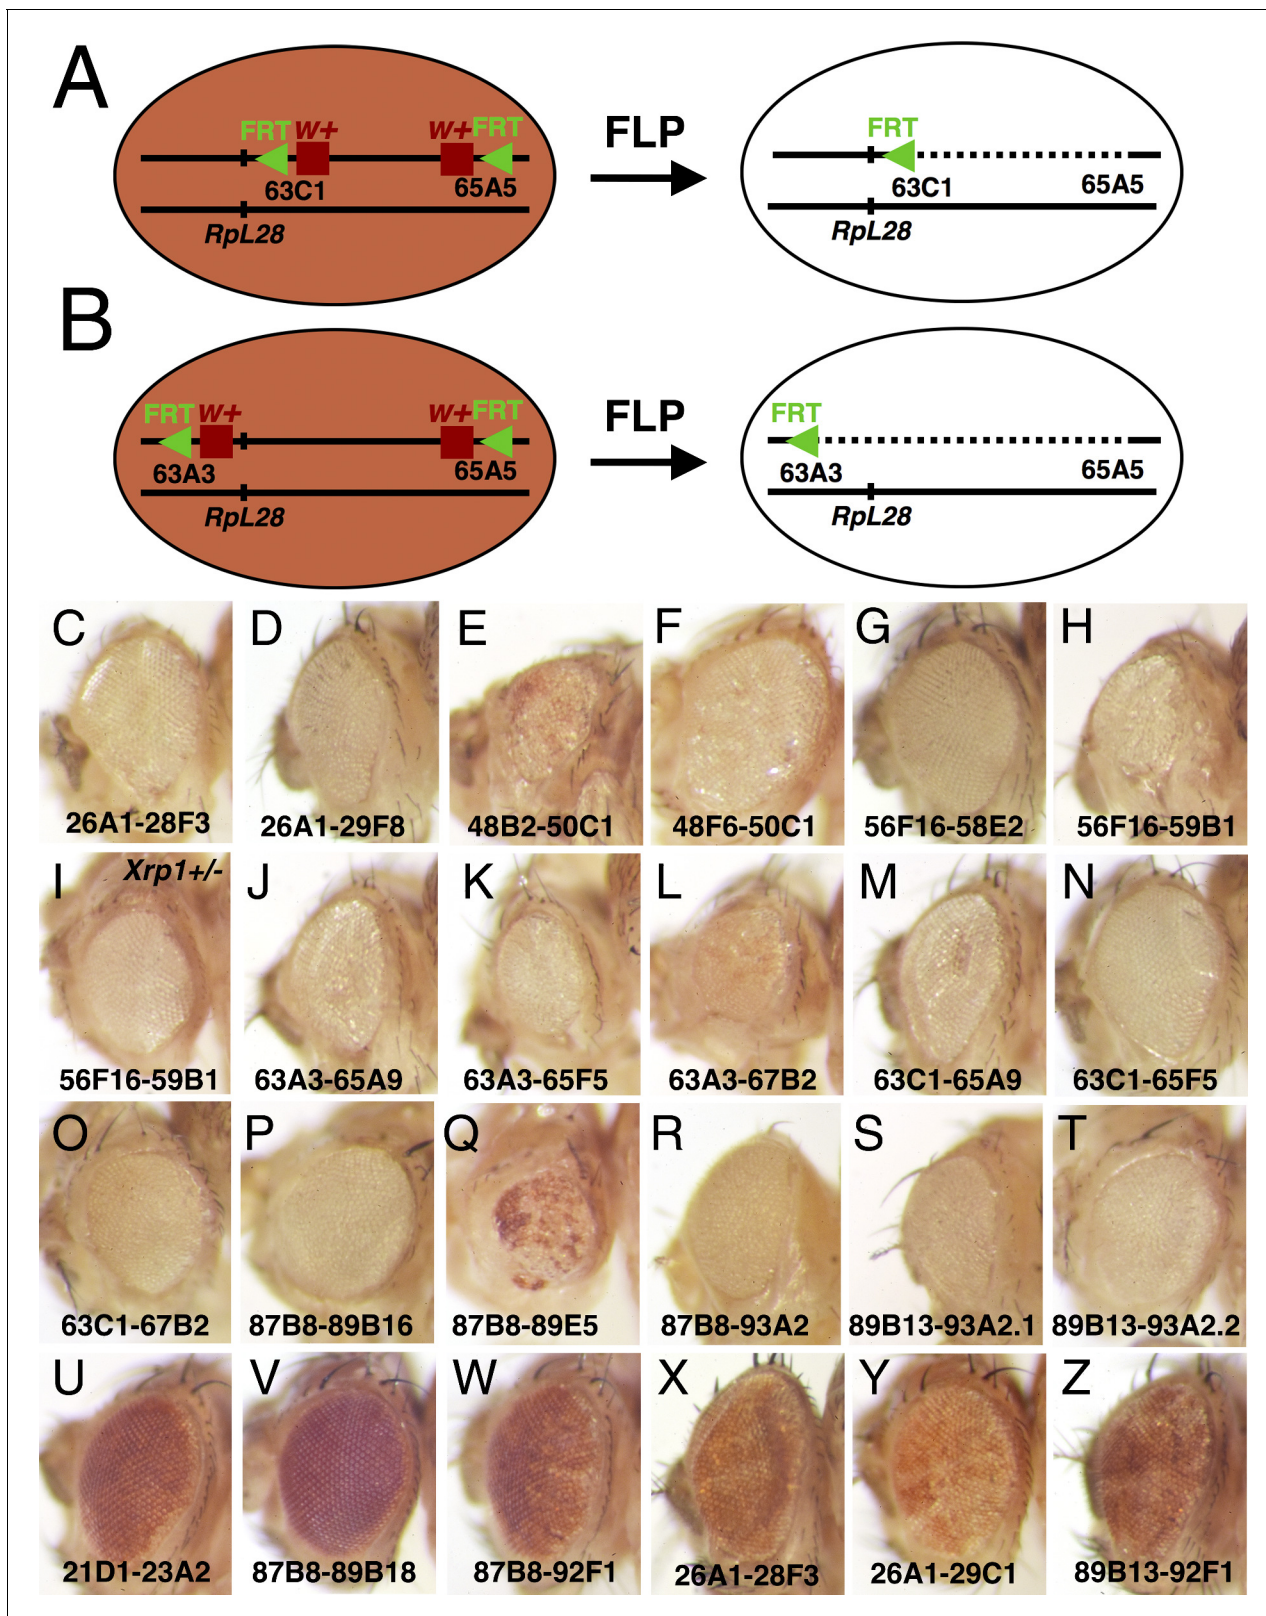 A
FRT w+ w+ FRT
63C1 65A5
RpL28
FLP
FRT
63C1 65A5
RpL28
B
FRT w+ w+ FRT
63A3 65A5
RpL28
FLP
FRT
63A3 65A5
RpL28
C D E F G H
26A1-28F3 26A1-29F8 48B2-50C1 48F6-50C1 56F16-58E2 56F16-59B1
I Xrp1+/- J K L M N
56F16-59B1 63A3-65A9 63A3-65F5 63A3-67B2 63C1-65A9 63C1-65F5
O P Q R S T
63C1-67B2 87B8-89B16 87B8-89E5 87B8-93A2 89B13-93A2.1 89B13-93A2.2
U V W X Y Z
21D1-23A2 87B8-89B18 87B8-92F1 26A1-28F3 26A1-29C1 89B13-92F1